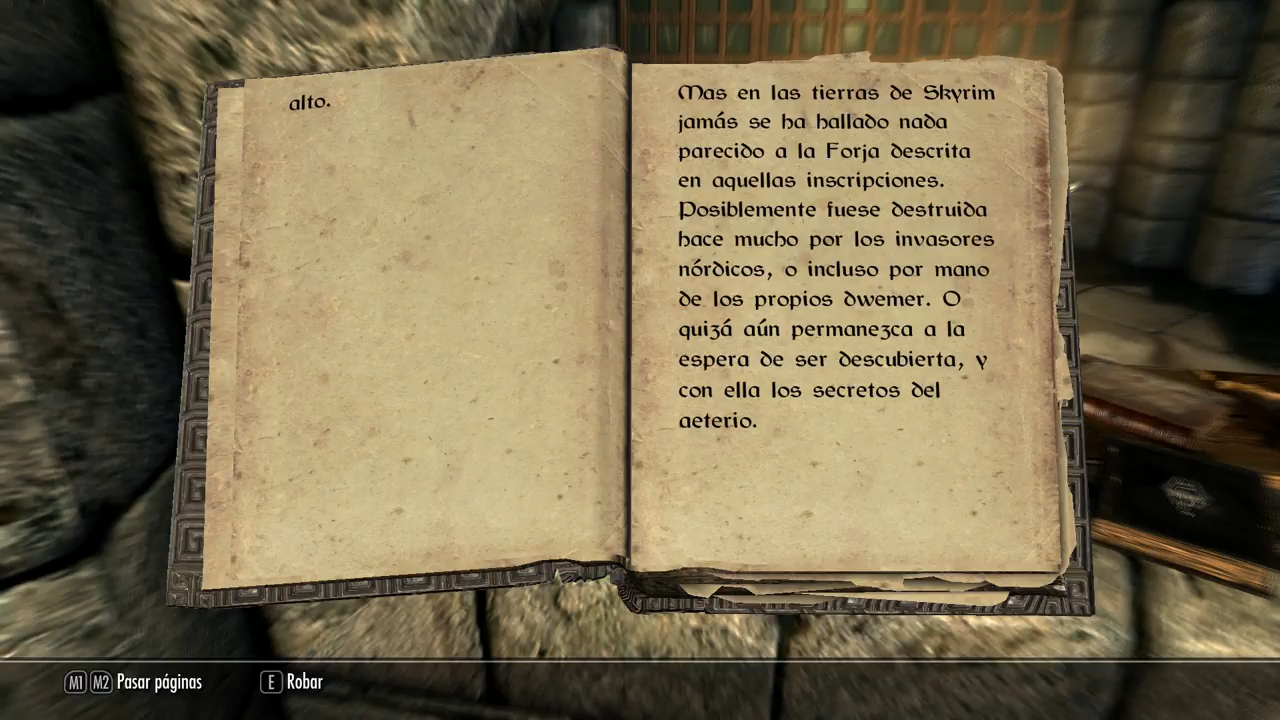 alto.
Mas en las tierras de Skyrim
jamás se ha hallado nada
parecido a la Forja descrita
en aquellas inscripciones.
Posiblemente fuese destruida
hace mucho por los invasores
nórdicos, o incluso por mano
de los propios dwemer. O
quizá aún permanezca a la
espera de ser descubierta, y
con ella los secretos del
aeterio.
M1 M2 Pasar páginas E Robar